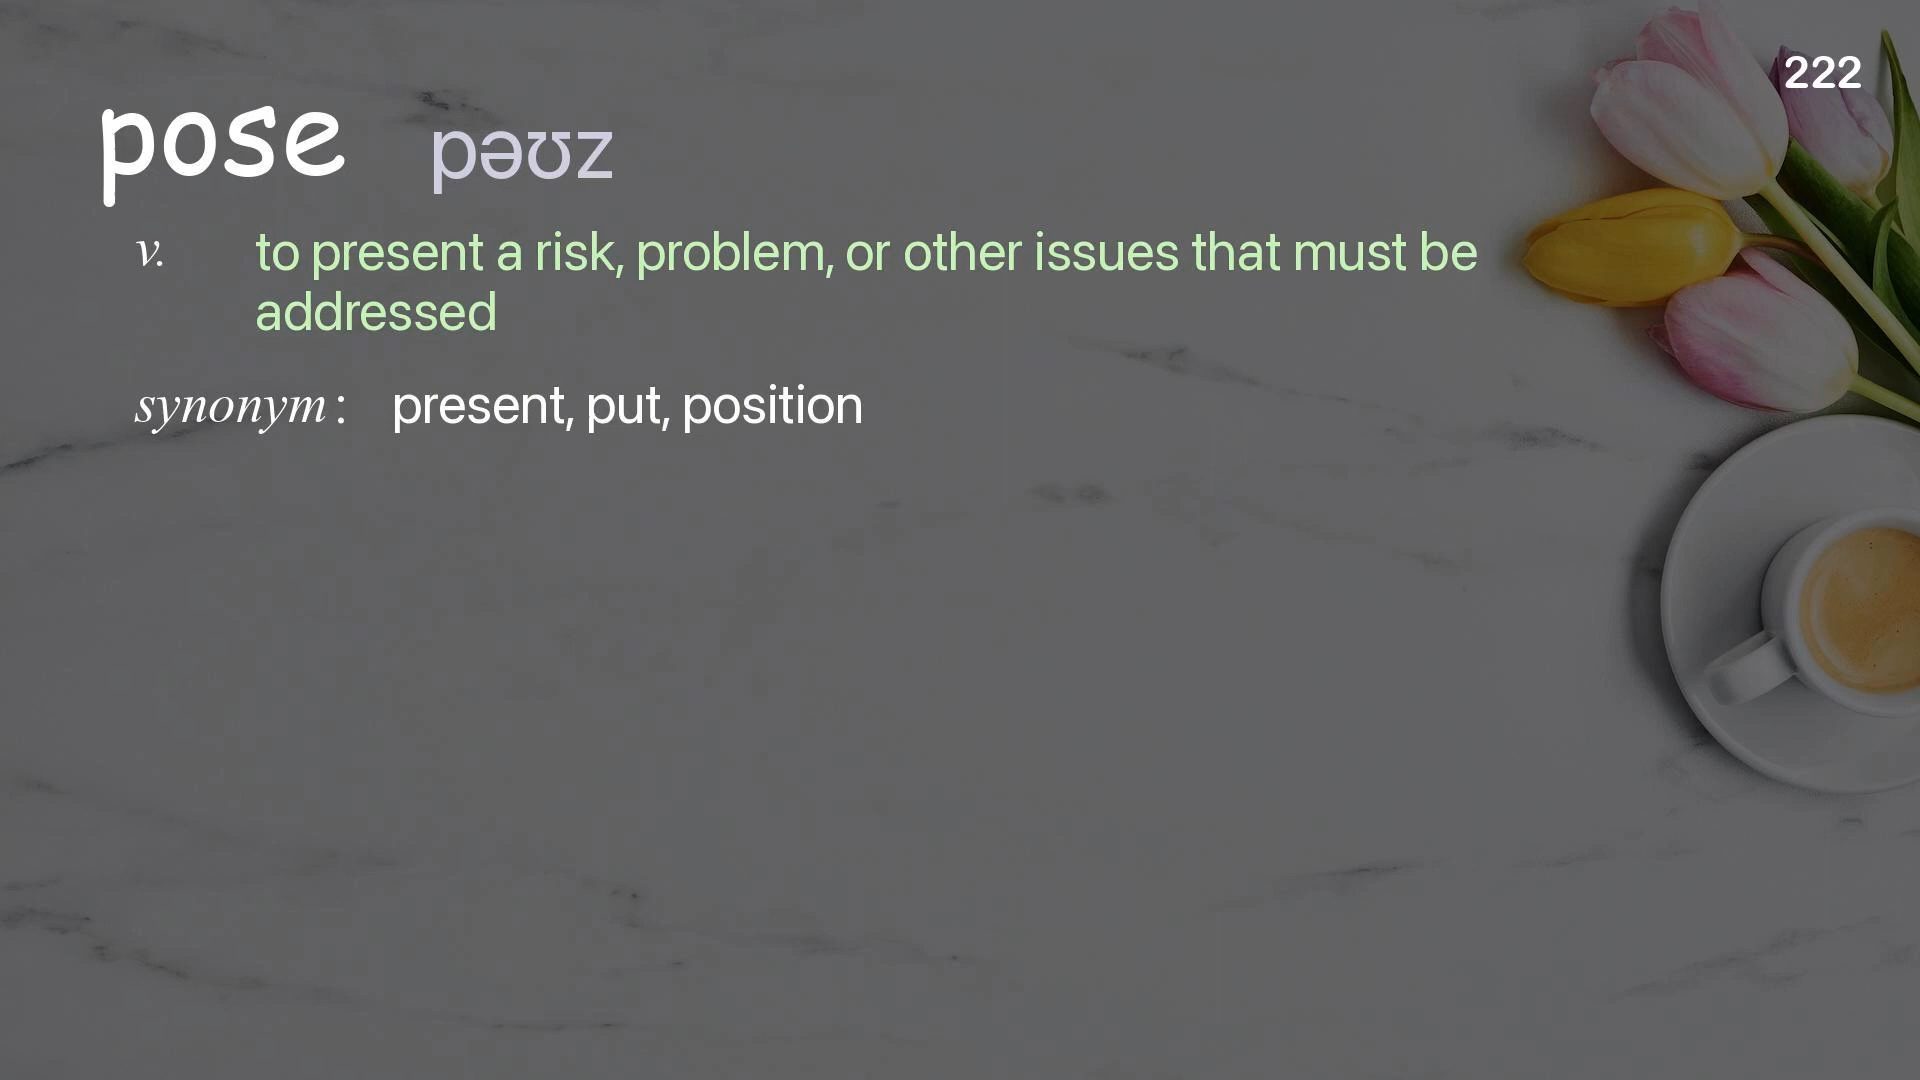 222
pose pəʊz
v. to present a risk, problem, or other issues that must be
addressed
synonym: present, put, position